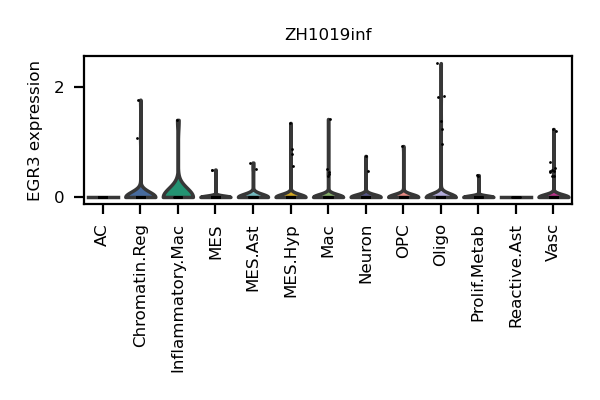 ZH1019inf
EGR3 expression
2
0
AC
Chromatin.Reg
Inflammatory.Mac
MES
MES.Ast
MES.Hyp
Mac
Neuron
OPC
Oligo
Prolif.Metab
Reactive.Ast
Vasc